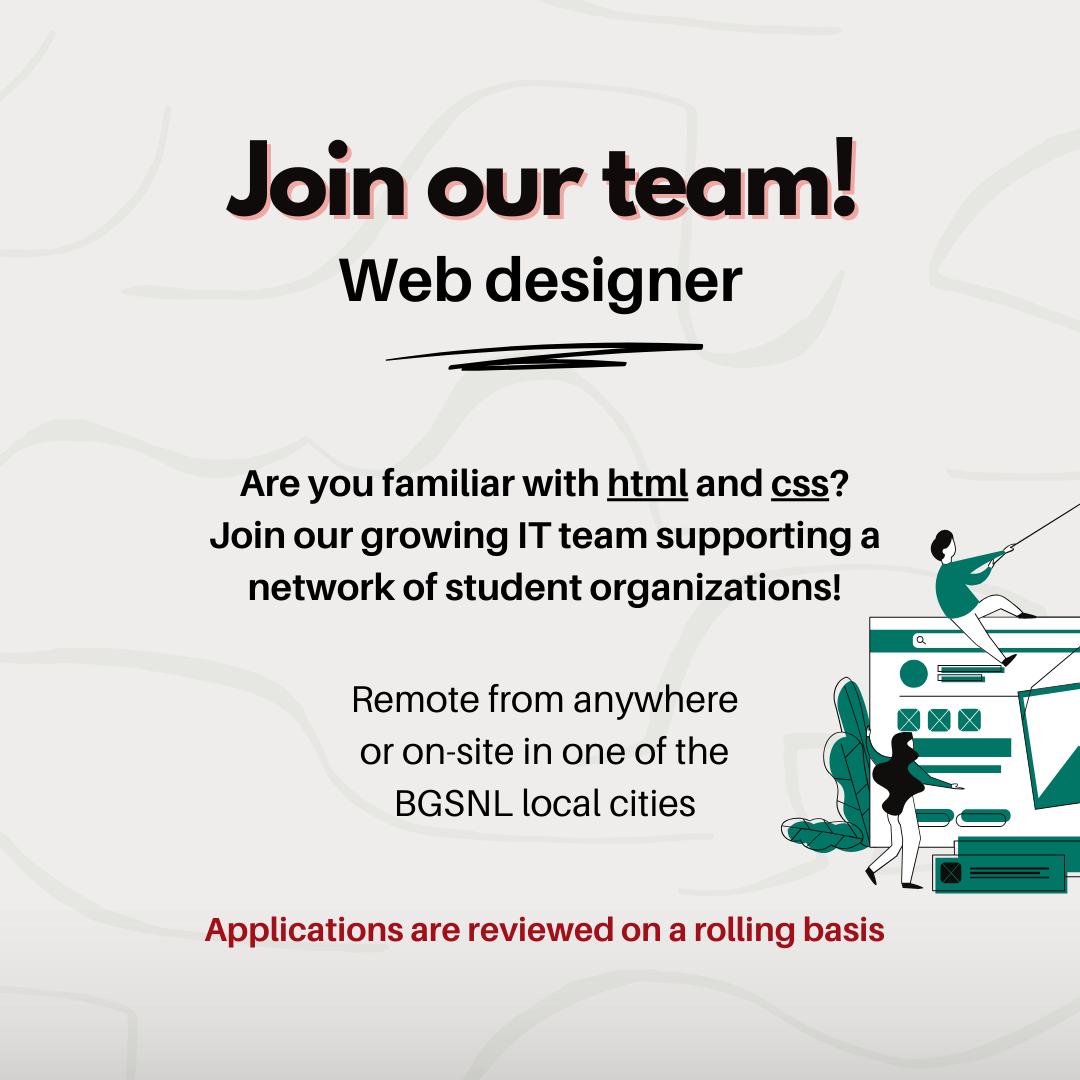 Join our team!
Web designer
Are you familiar with html and css?
Join our growing IT team supporting a
network of student organizations!
Remote from anywhere
or on-site in one of the
BGSNL local cities
Applications are reviewed on a rolling basis